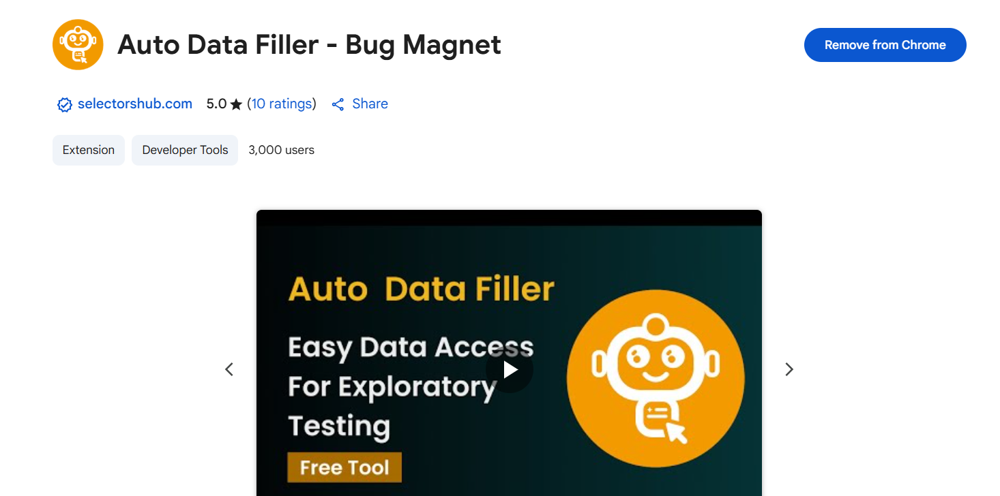 Auto Data Filler - Bug Magnet
Remove from Chrome
selectorshub.com 5.0 ★ (10 ratings) Share
Extension Developer Tools 3,000 users
Auto Data Filler
Easy Data Access
For Exploratory
Testing
Free Tool